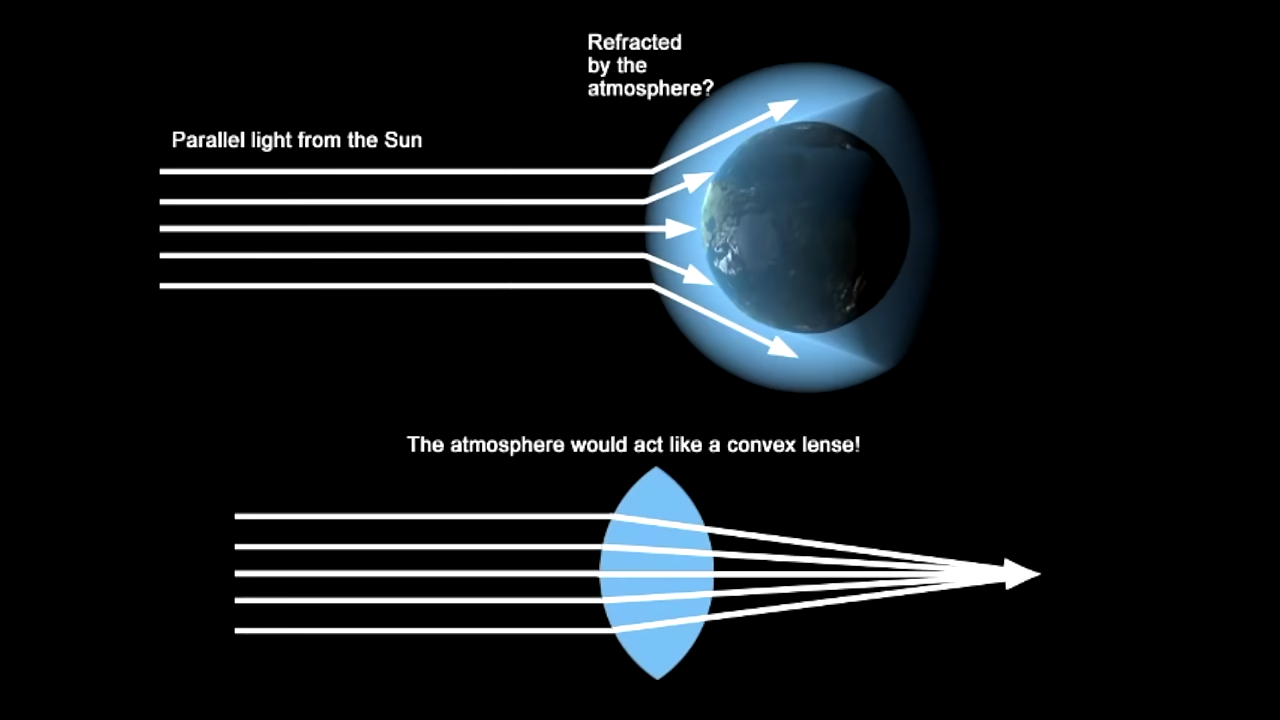 Refracted
by the
atmosphere?
Parallel light from the Sun
The atmosphere would act like a convex lense!